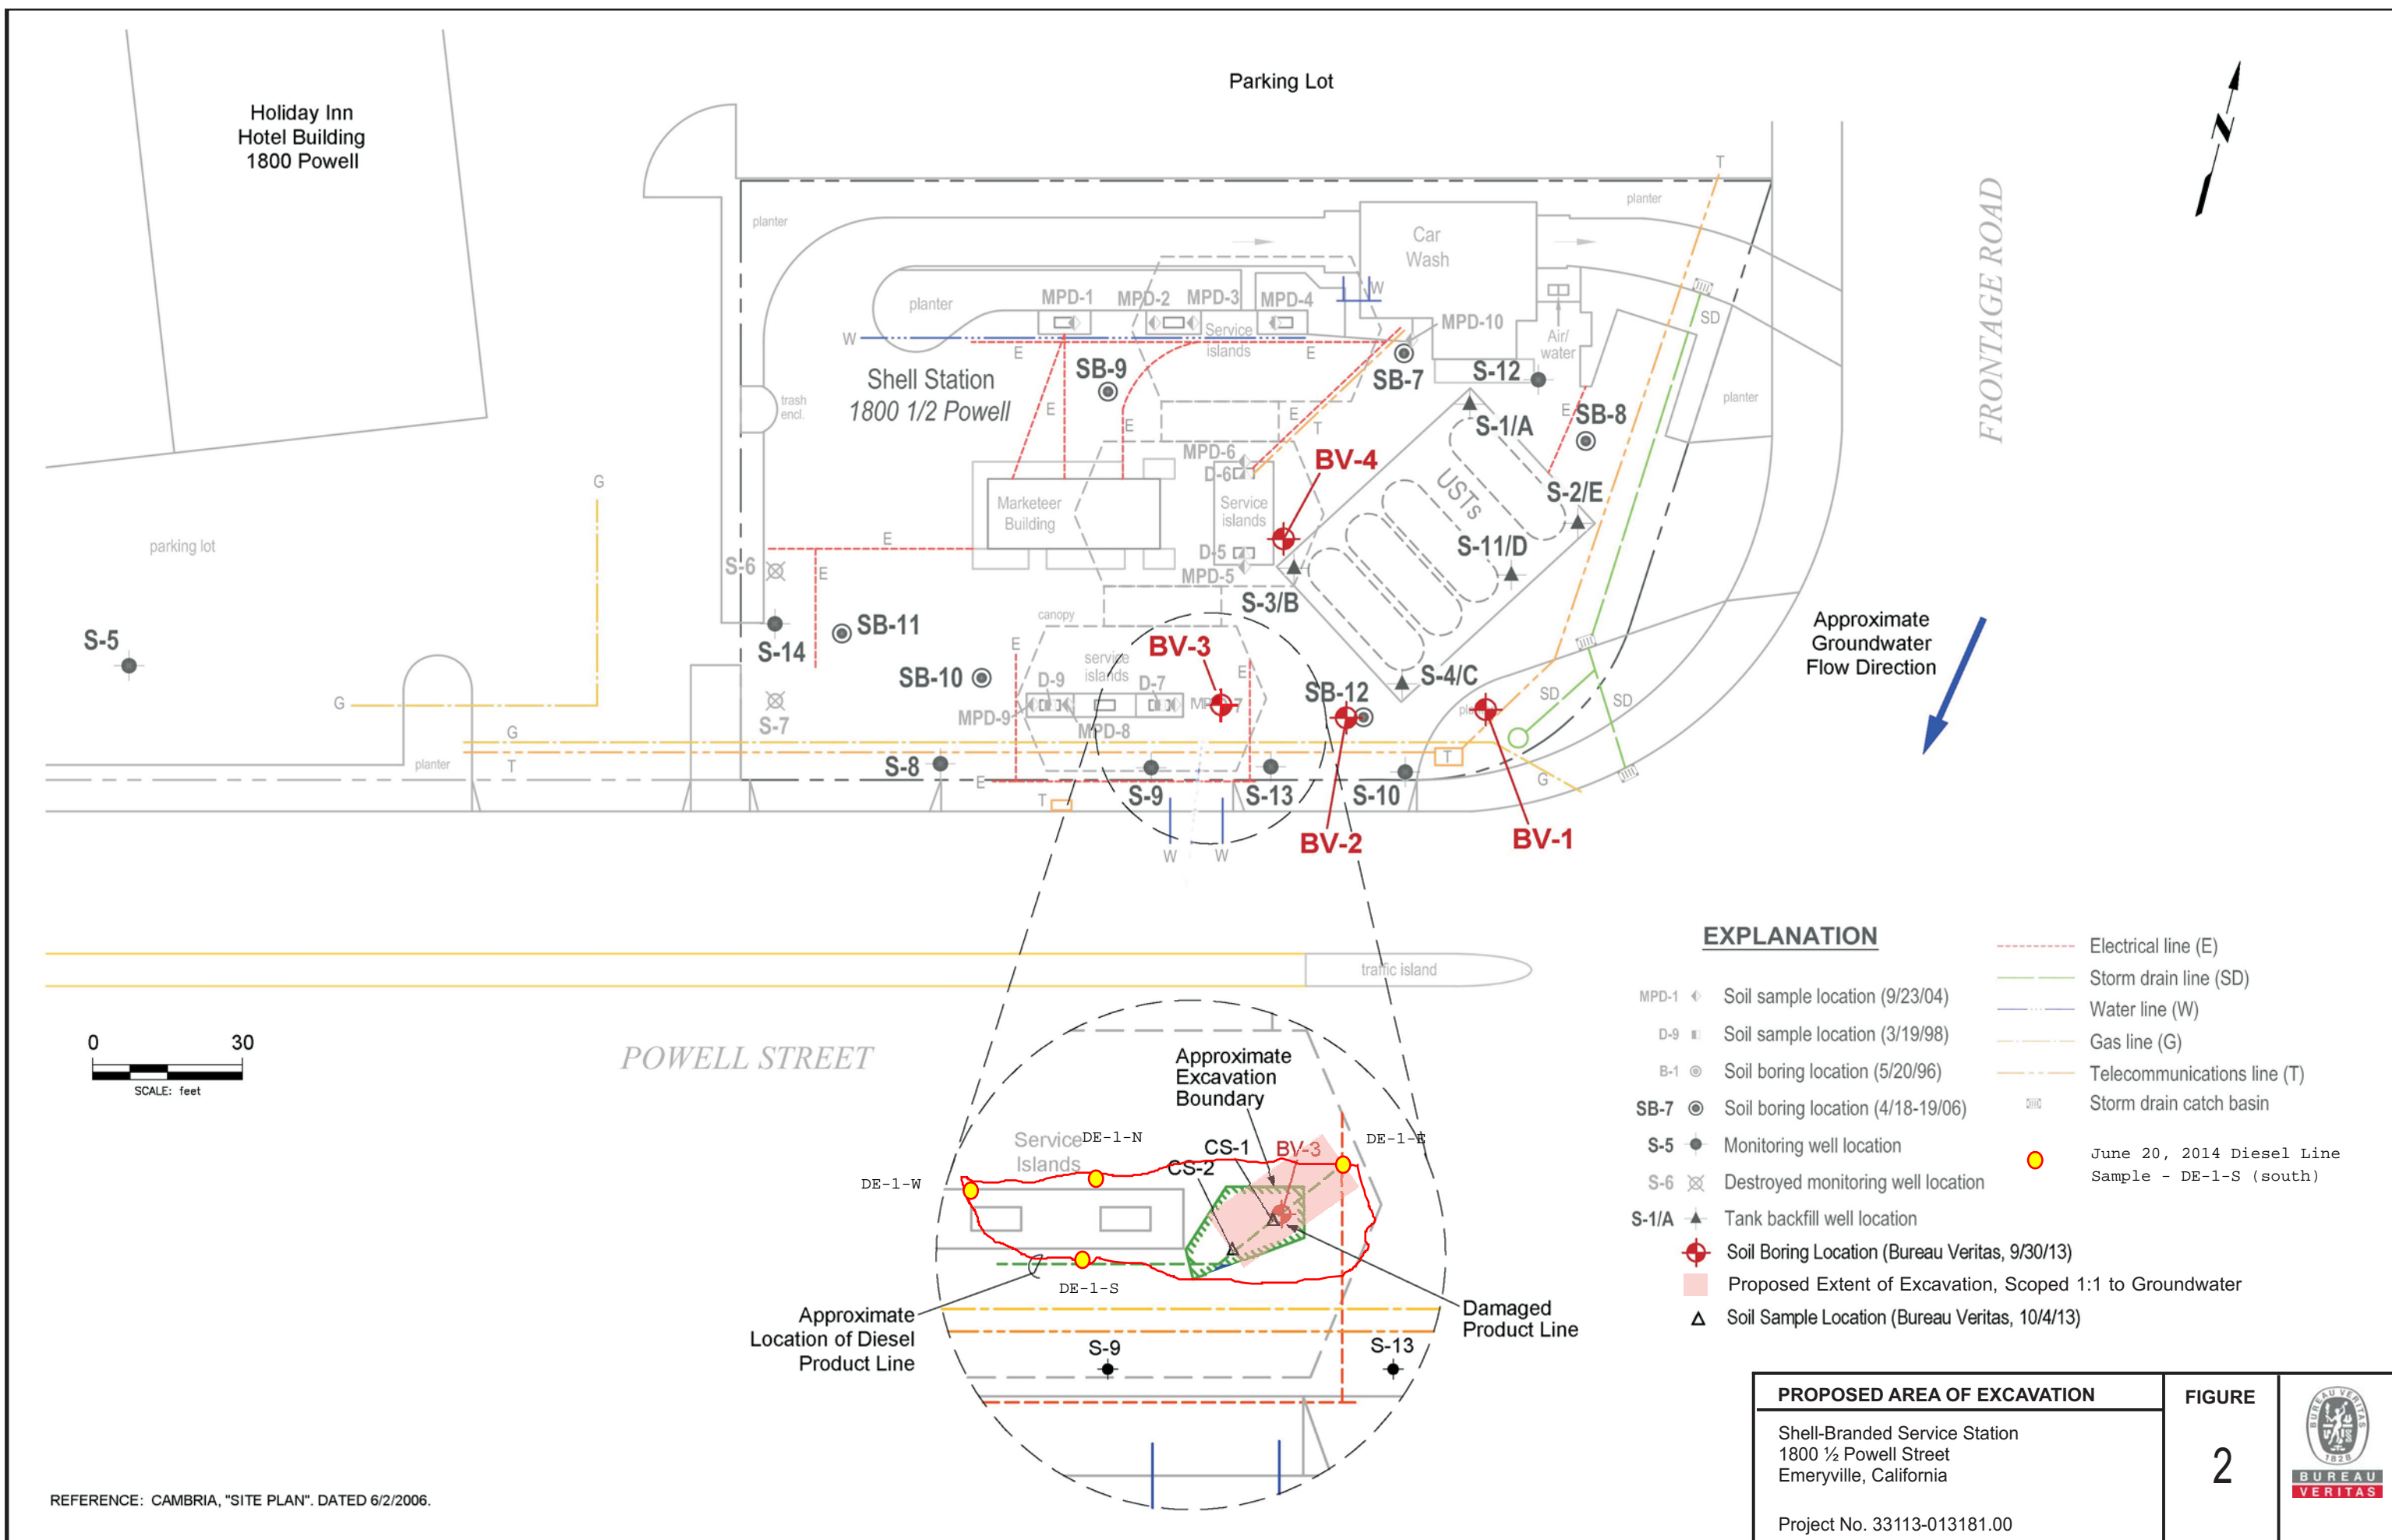 Parking Lot
Holiday Inn
Hotel Building
1800 Powell
N
FRONTAGE ROAD
T
planter
planter
Car
Wash
W
planter
MPD-1
MPD-2
MPD-3
MPD-4
Service
islands
MPD-10
Air/
water
SD
W
E
E
SB-9
SB-7
S-12
Shell Station
1800 1/2 Powell
trash
encl.
planter
E
E
E
T
E
SB-8
S-1/A
MPD-6
D-6
BV-4
USTs
S-2/E
G
Marketeer
Building
Service
islands
parking lot
E
D-5
S-11/D
S-6
E
MPD-5
S-3/B
canopy
SB-11
S-5
S-14
Approximate
Groundwater
Flow Direction
E
service
islands
BV-3
E
SB-10
D-9
D-7
SB-12
S-4/C
SD
SD
G
S-7
MPD-9
MPD-8
G
T
T
planter
S-8
E
G
T
S-9
S-13
S-10
BV-2
BV-1
W
W
traffic island
0
30
SCALE: feet
POWELL STREET
Approximate
Excavation
Boundary
Service
Islands
DE-1-N
CS-1
BV-3
DE-1-E
CS-2
DE-1-W
DE-1-S
Approximate
Location of Diesel
Product Line
Damaged
Product Line
S-9
S-13
EXPLANATION
MPD-1 Soil sample location (9/23/04)
D-9 Soil sample location (3/19/98)
B-1 Soil boring location (5/20/96)
SB-7 Soil boring location (4/18-19/06)
S-5 Monitoring well location
S-6 Destroyed monitoring well location
S-1/A Tank backfill well location
Soil Boring Location (Bureau Veritas, 9/30/13)
Proposed Extent of Excavation, Scoped 1:1 to Groundwater
Soil Sample Location (Bureau Veritas, 10/4/13)
Electrical line (E)
Storm drain line (SD)
Water line (W)
Gas line (G)
Telecommunications line (T)
Storm drain catch basin
June 20, 2014 Diesel Line
Sample - DE-1-S (south)
REFERENCE: CAMBRIA, "SITE PLAN". DATED 6/2/2006.
PROPOSED AREA OF EXCAVATION
Shell-Branded Service Station
1800 ½ Powell Street
Emeryville, California
Project No. 33113-013181.00
FIGURE
2
BUREAU VERITAS
1828
BUREAU
VERITAS